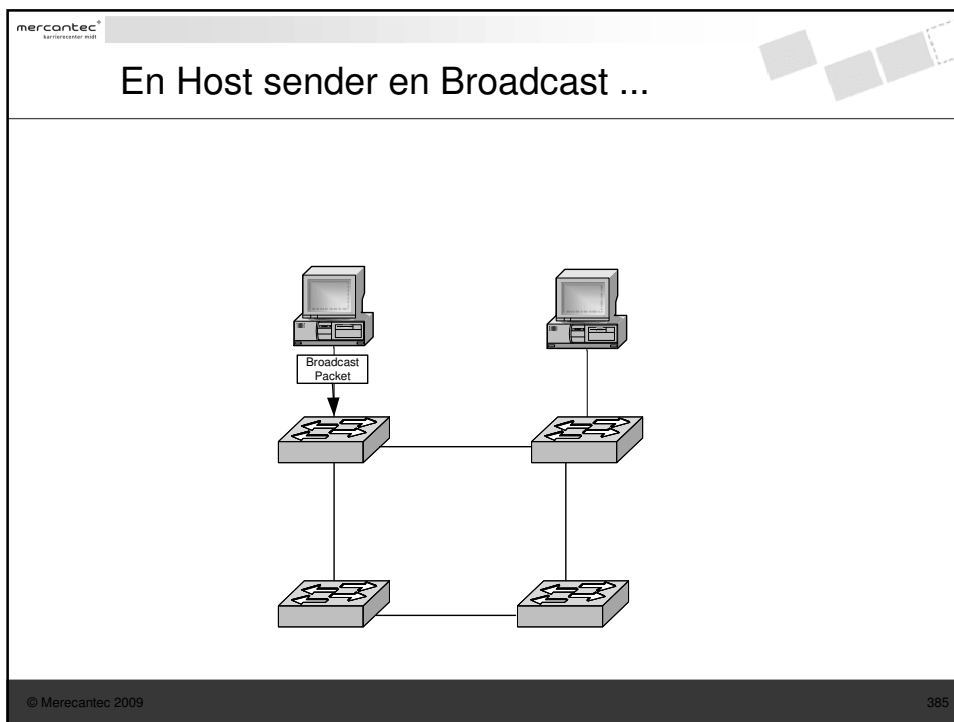 mercantec+
karrierecenter midt
En Host sender en Broadcast ...
Broadcast
Packet
© Merecantec 2009
385